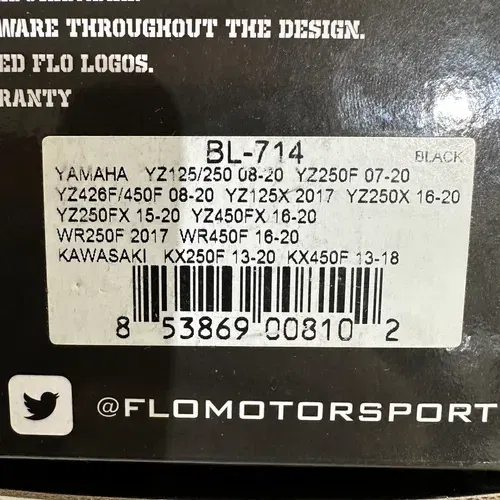 WARE THROUGHOUT THE DESIGN.
ED FLO LOGOS.
RANTY
BL-714 BLACK
YAMAHA YZ125/250 08-20 YZ250F 07-20
YZ426F/450F 08-20 YZ125X 2017 YZ250X 16-20
YZ250FX 15-20 YZ450FX 16-20
WR250F 2017 WR450F 16-20
KAWASAKI KX250F 13-20 KX450F 13-18
8 53869 00810 2
@FLOMOTORSPORT